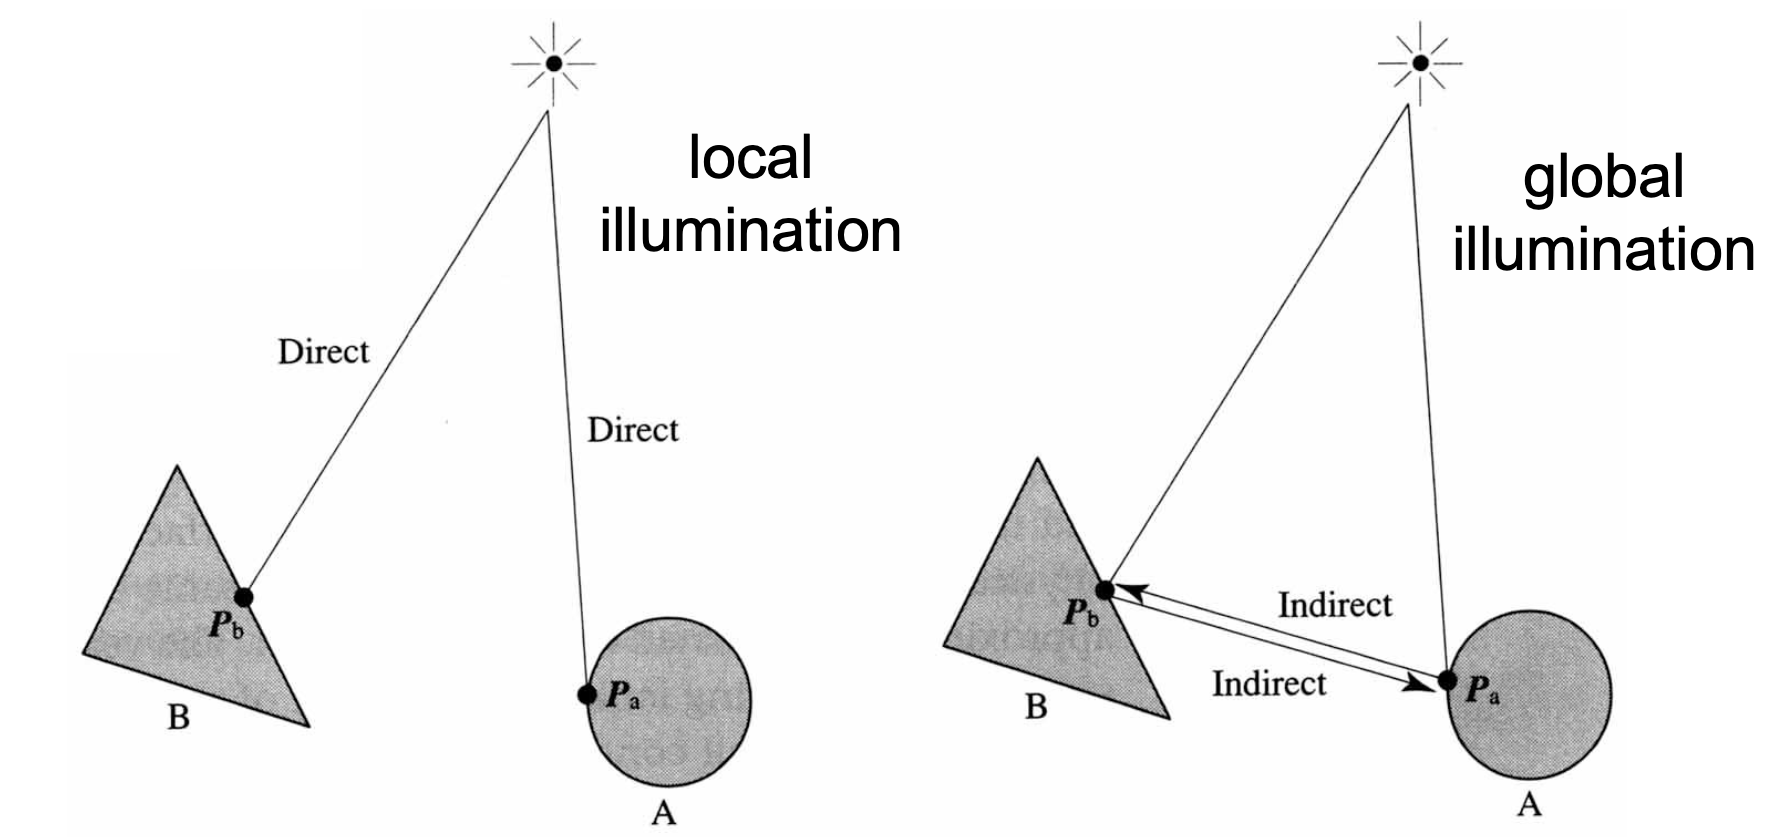 local
illumination
Direct
Direct
P_b
B
P_a
A
global
illumination
Indirect
P_b
Indirect
P_a
B
A